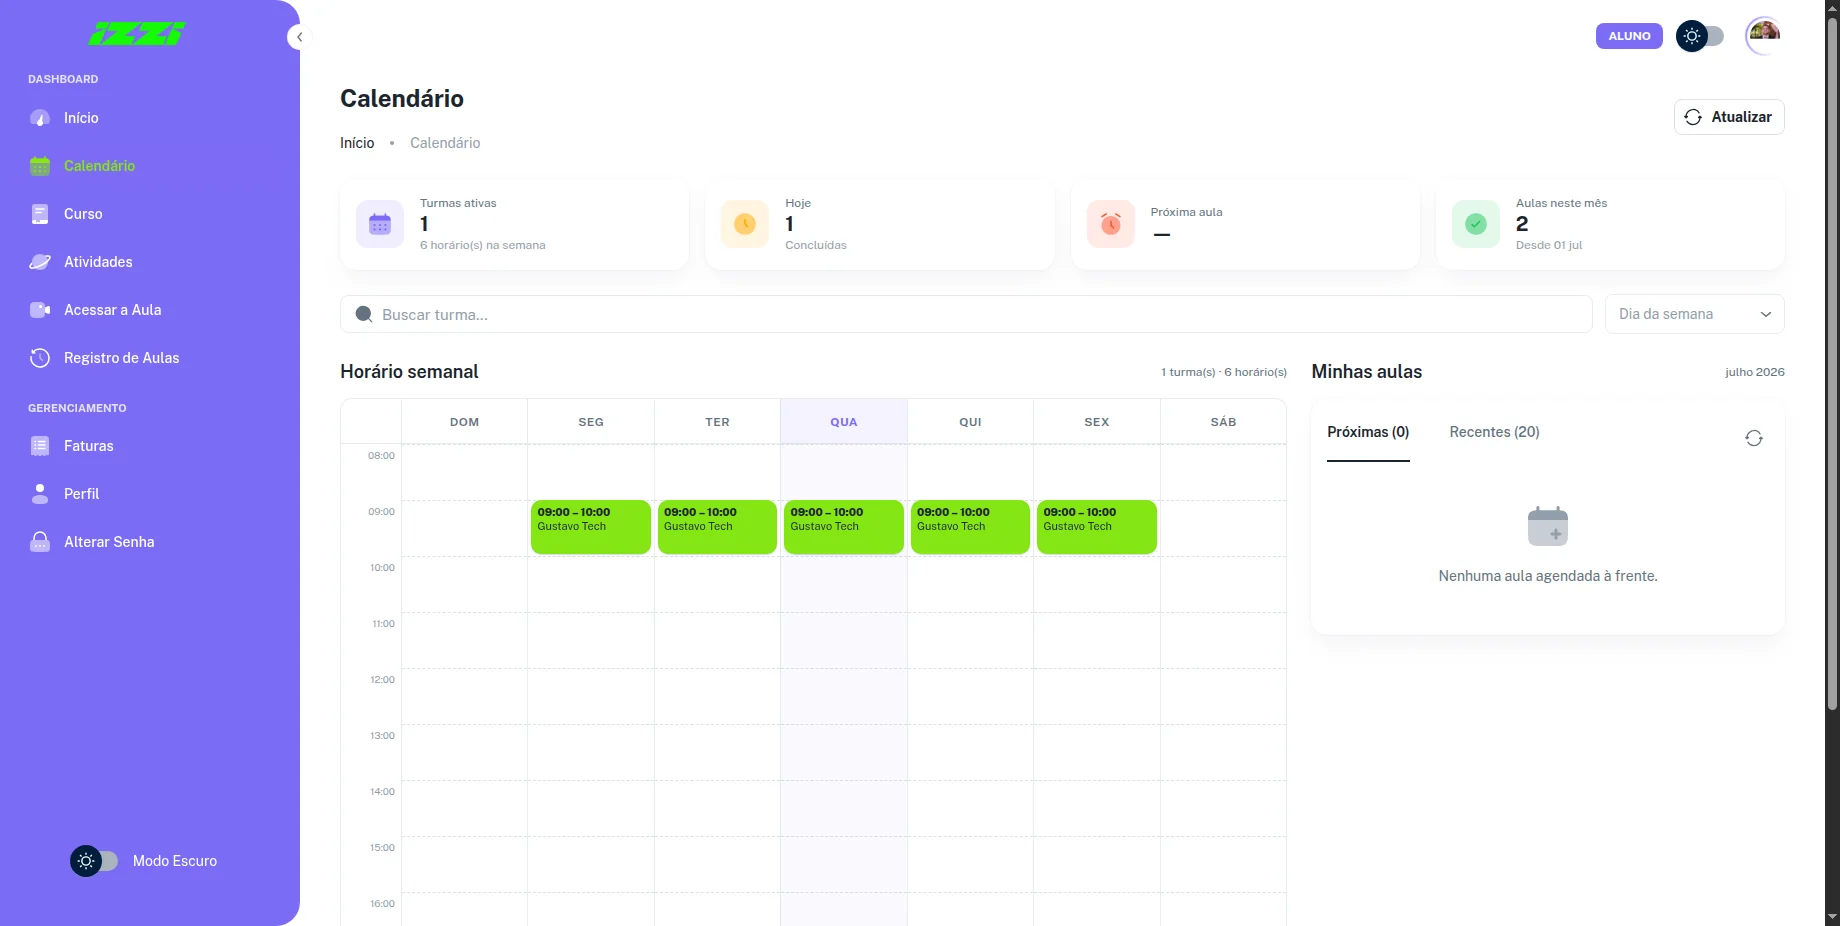 izzi
DASHBOARD
Início
Calendário
Curso
Atividades
Acessar a Aula
Registro de Aulas
GERENCIAMENTO
Faturas
Perfil
Alterar Senha
Modo Escuro
ALUNO
Calendário
Início • Calendário
Atualizar
Turmas ativas
1
6 horário(s) na semana
Hoje
1
Concluídas
Próxima aula
—
Aulas neste mês
2
Desde 01 jul
Buscar turma...
Dia da semana
Horário semanal
1 turma(s) · 6 horário(s)
DOM SEG TER QUA QUI SEX SÁB
08:00
09:00
09:00 – 10:00
Gustavo Tech
09:00 – 10:00
Gustavo Tech
09:00 – 10:00
Gustavo Tech
09:00 – 10:00
Gustavo Tech
09:00 – 10:00
Gustavo Tech
10:00
11:00
12:00
13:00
14:00
15:00
16:00
Minhas aulas
julho 2026
Próximas (0) Recentes (20)
Nenhuma aula agendada à frente.